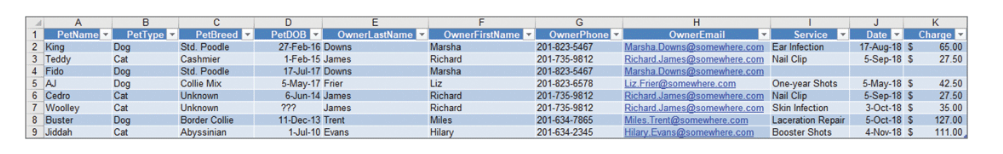 A B C D E F G H I J K
1 PetName PetType PetBreed PetDOB OwnerLastName OwnerFirstName OwnerPhone OwnerEmail Service Date Charge
2 King Dog Std. Poodle 27-Feb-16 Downs Marsha 201-823-5467 Marsha.Downs@somewhere.com Ear Infection 17-Aug-18 $ 65.00
3 Teddy Cat Cashmier 1-Feb-15 James Richard 201-735-9812 Richard.James@somewhere.com Nail Clip 5-Sep-18 $ 27.50
4 Fido Dog Std. Poodle 17-Jul-17 Downs Marsha 201-823-5467 Marsha.Downs@somewhere.com
5 AJ Dog Collie Mix 5-May-17 Frier Liz 201-823-6578 Liz.Frier@somewhere.com One-year Shots 5-May-18 $ 42.50
6 Cedro Cat Unknown 6-Jun-14 James Richard 201-735-9812 Richard.James@somewhere.com Nail Clip 5-Sep-18 $ 27.50
7 Woolley Cat Unknown ??? James Richard 201-735-9812 Richard.James@somewhere.com Skin Infection 3-Oct-18 $ 35.00
8 Buster Dog Border Collie 11-Dec-13 Trent Miles 201-634-7865 Miles.Trent@somewhere.com Laceration Repair 5-Oct-18 $ 127.00
9 Jiddah Cat Abyssinian 1-Jul-10 Evans Hilary 201-634-2345 Hilary.Evans@somewhere.com Booster Shots 4-Nov-18 $ 111.00